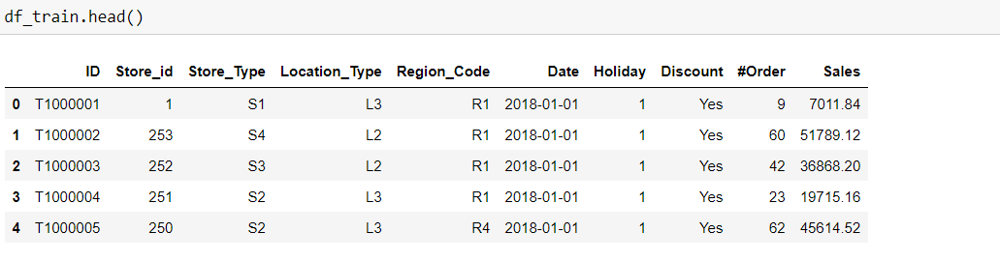 df_train.head()
ID Store_id Store_Type Location_Type Region_Code Date Holiday Discount #Order Sales
0 T1000001 1 S1 L3 R1 2018-01-01 1 Yes 9 7011.84
1 T1000002 253 S4 L2 R1 2018-01-01 1 Yes 60 51789.12
2 T1000003 252 S3 L2 R1 2018-01-01 1 Yes 42 36868.20
3 T1000004 251 S2 L3 R1 2018-01-01 1 Yes 23 19715.16
4 T1000005 250 S2 L3 R4 2018-01-01 1 Yes 62 45614.52